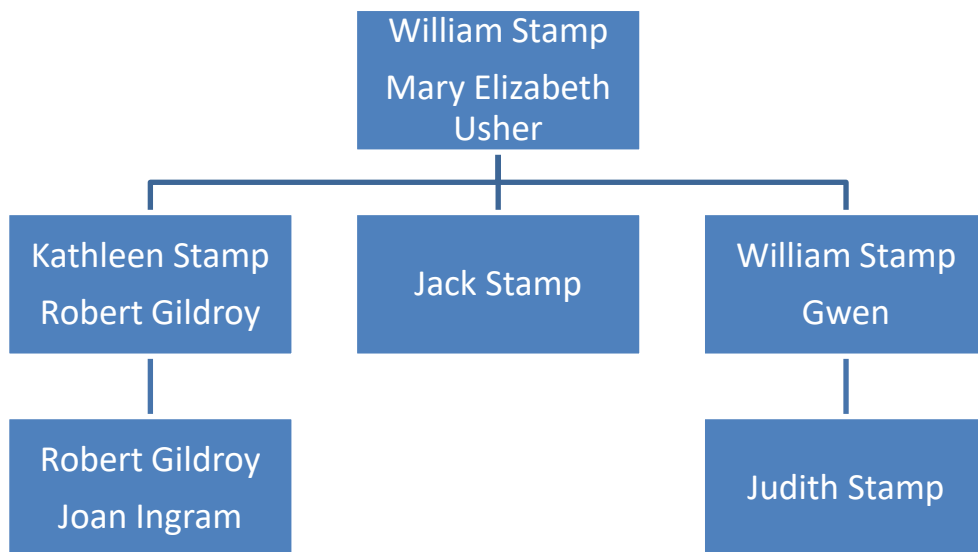 William Stamp
Mary Elizabeth
Usher
Kathleen Stamp
Robert Gildroy
Jack Stamp
William Stamp
Gwen
Robert Gildroy
Joan Ingram
Judith Stamp